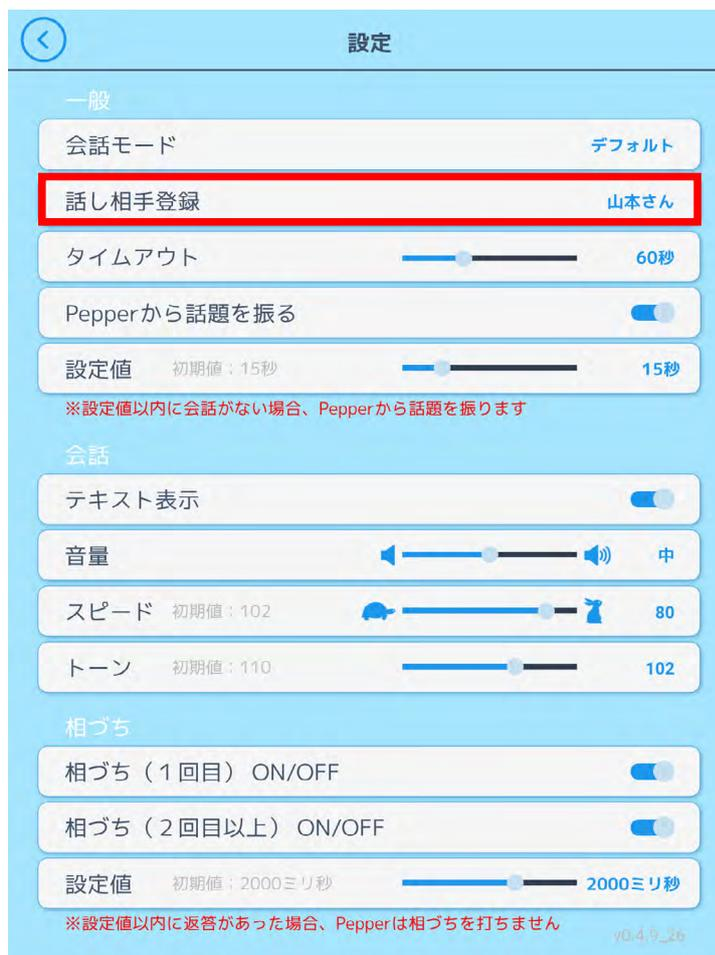 設定
一般
会話モード デフォルト
話し相手登録 山本さん
タイムアウト 60秒
Pepperから話題を振る
設定値 初期値：15秒 15秒
※設定値以内に会話がない場合、Pepperから話題を振ります
会話
テキスト表示
音量 中
スピード 初期値：102 80
トーン 初期値：110 102
相づち
相づち（１回目） ON/OFF
相づち（２回目以上） ON/OFF
設定値 初期値：2000ミリ秒 2000ミリ秒
※設定値以内に返答があった場合、Pepperは相づちを打ちません
v0.4.9_26